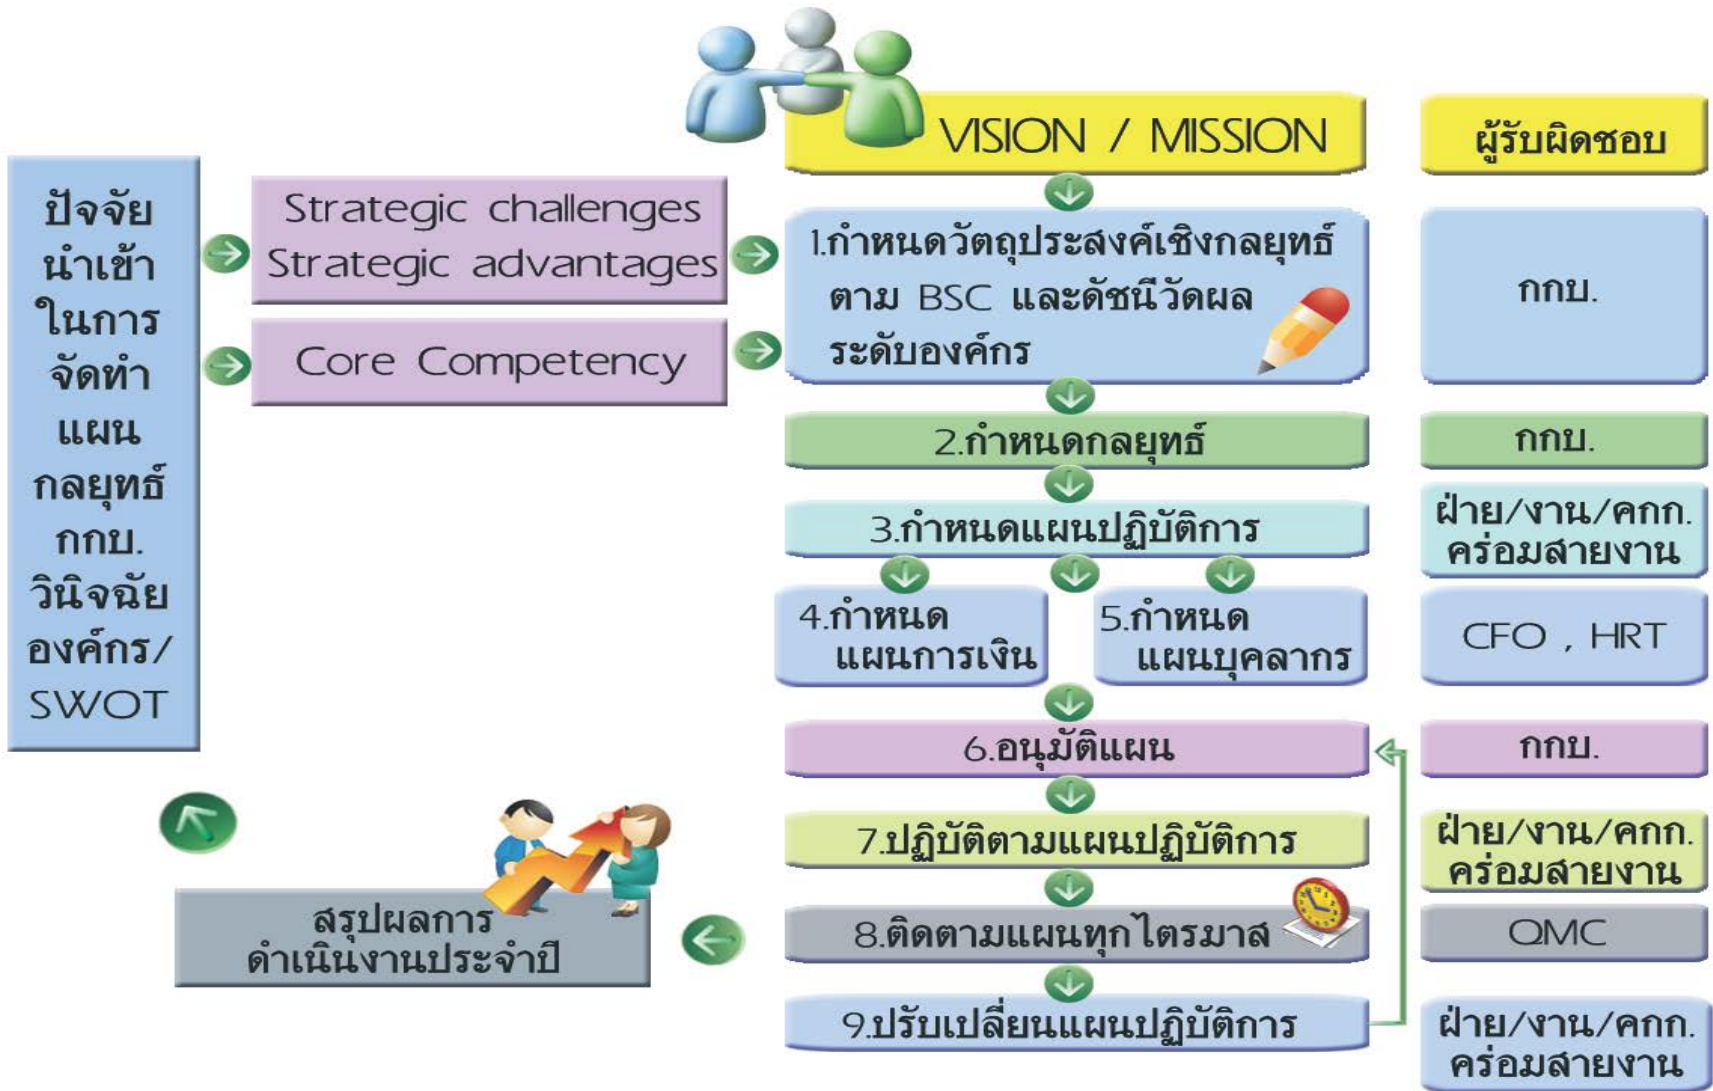 VISION / MISSION
ผู้รับผิดชอบ
ปัจจัย
นำเข้า
ในการ
จัดทำ
แผน
กลยุทธ์
กกบ.
วินิจฉัย
องค์กร/
SWOT
Strategic challenges
Strategic advantages
Core Competency
1.กำหนดวัตถุประสงค์เชิงกลยุทธ์
ตาม BSC และดัชนีวัดผล
ระดับองค์กร
กกบ.
2.กำหนดกลยุทธ์
กกบ.
3.กำหนดแผนปฏิบัติการ
ฝ่าย/งาน/คกก.
คร่อมสายงาน
4.กำหนด
แผนการเงิน
5.กำหนด
แผนบุคลากร
CFO , HRT
6.อนุมัติแผน
กกบ.
7.ปฏิบัติตามแผนปฏิบัติการ
ฝ่าย/งาน/คกก.
คร่อมสายงาน
8.ติดตามแผนทุกไตรมาส
QMC
สรุปผลการ
ดำเนินงานประจำปี
9.ปรับเปลี่ยนแผนปฏิบัติการ
ฝ่าย/งาน/คกก.
คร่อมสายงาน